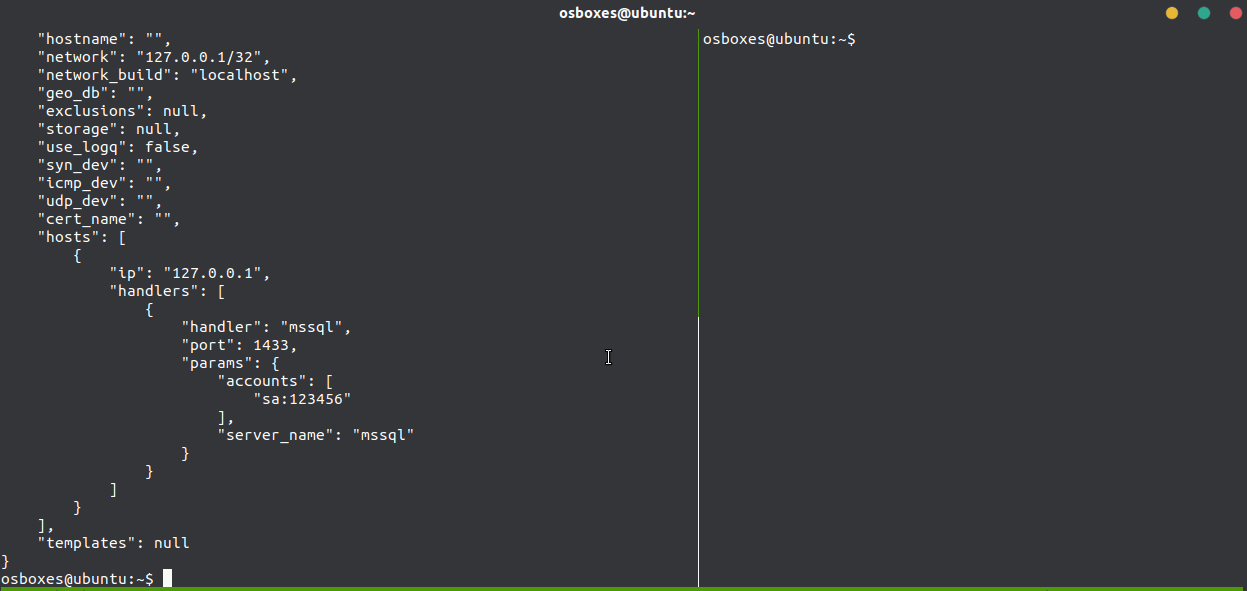 osboxes@ubuntu:~
    "hostname": "",
    "network": "127.0.0.1/32",
    "network_build": "localhost",
    "geo_db": "",
    "exclusions": null,
    "storage": null,
    "use_logq": false,
    "syn_dev": "",
    "icmp_dev": "",
    "udp_dev": "",
    "cert_name": "",
    "hosts": [
        {
            "ip": "127.0.0.1",
            "handlers": [
                {
                    "handler": "mssql",
                    "port": 1433,
                    "params": {
                        "accounts": [
                            "sa:123456"
                        ],
                        "server_name": "mssql"
                    }
                }
            ]
        }
    ],
    "templates": null
}
osboxes@ubuntu:~$
osboxes@ubuntu:~$